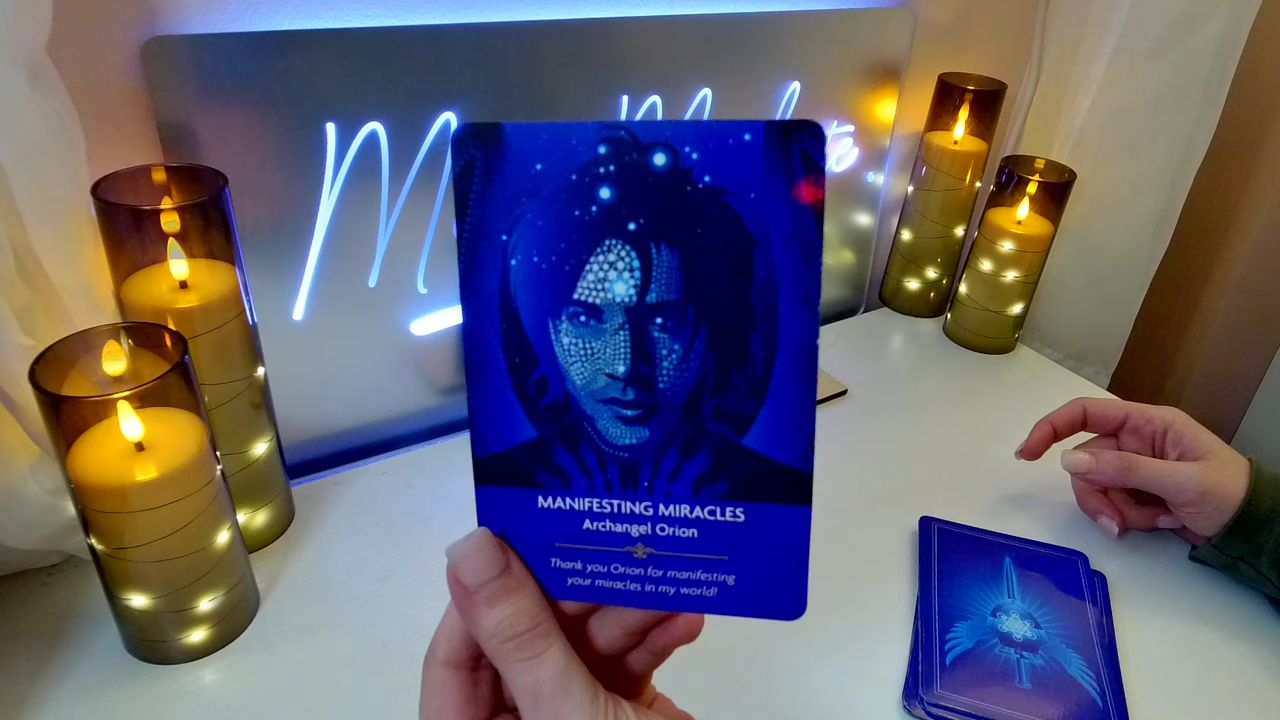 MANIFESTING MIRACLES
Archangel Orion
Thank you Orion for manifesting
your miracles in my world!